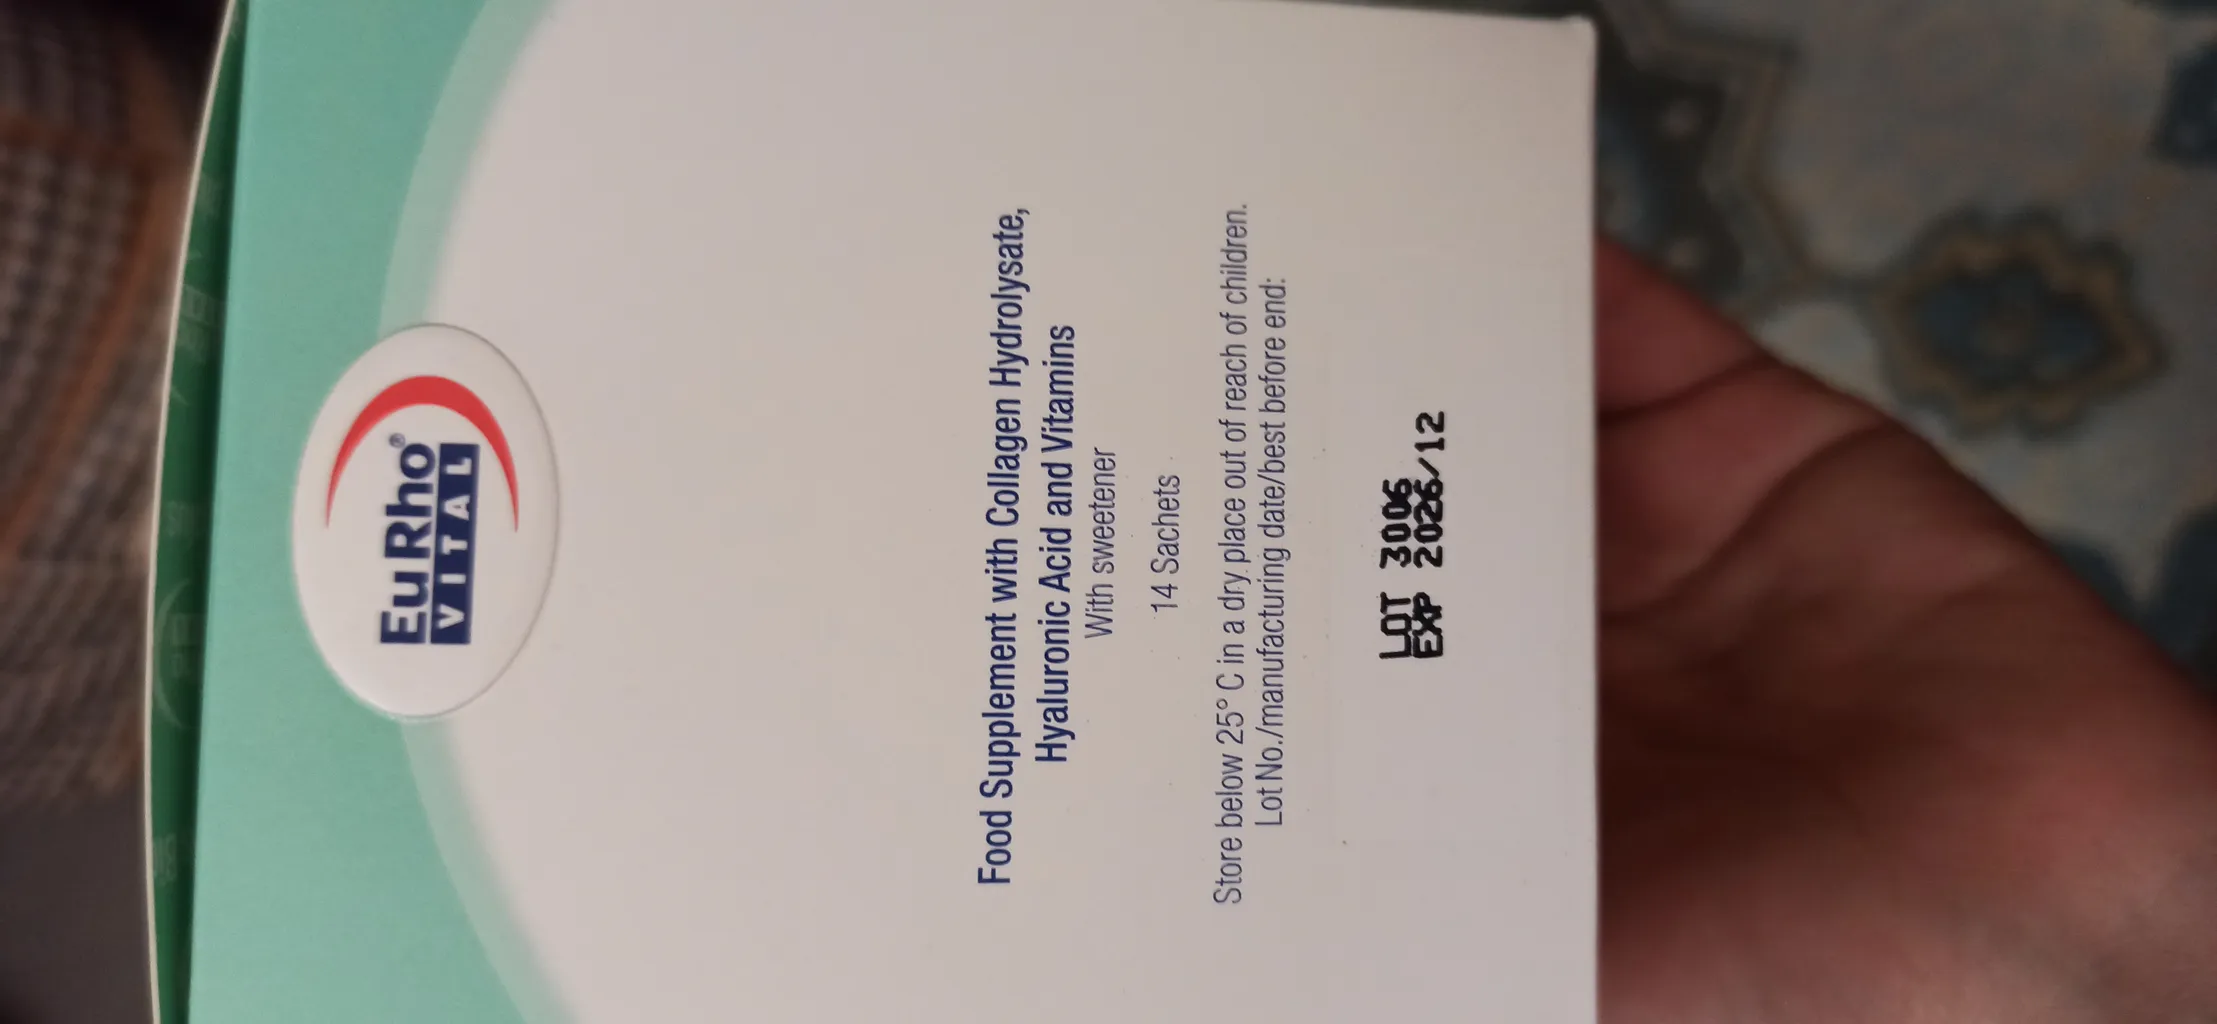 EuRho®
VITAL
Food Supplement with Collagen Hydrolysate,
Hyaluronic Acid and Vitamins
With sweetener
14 Sachets
Store below 25° C in a dry place out of reach of children.
Lot No./manufacturing date/best before end:
LOT 3006
EXP 2026/12